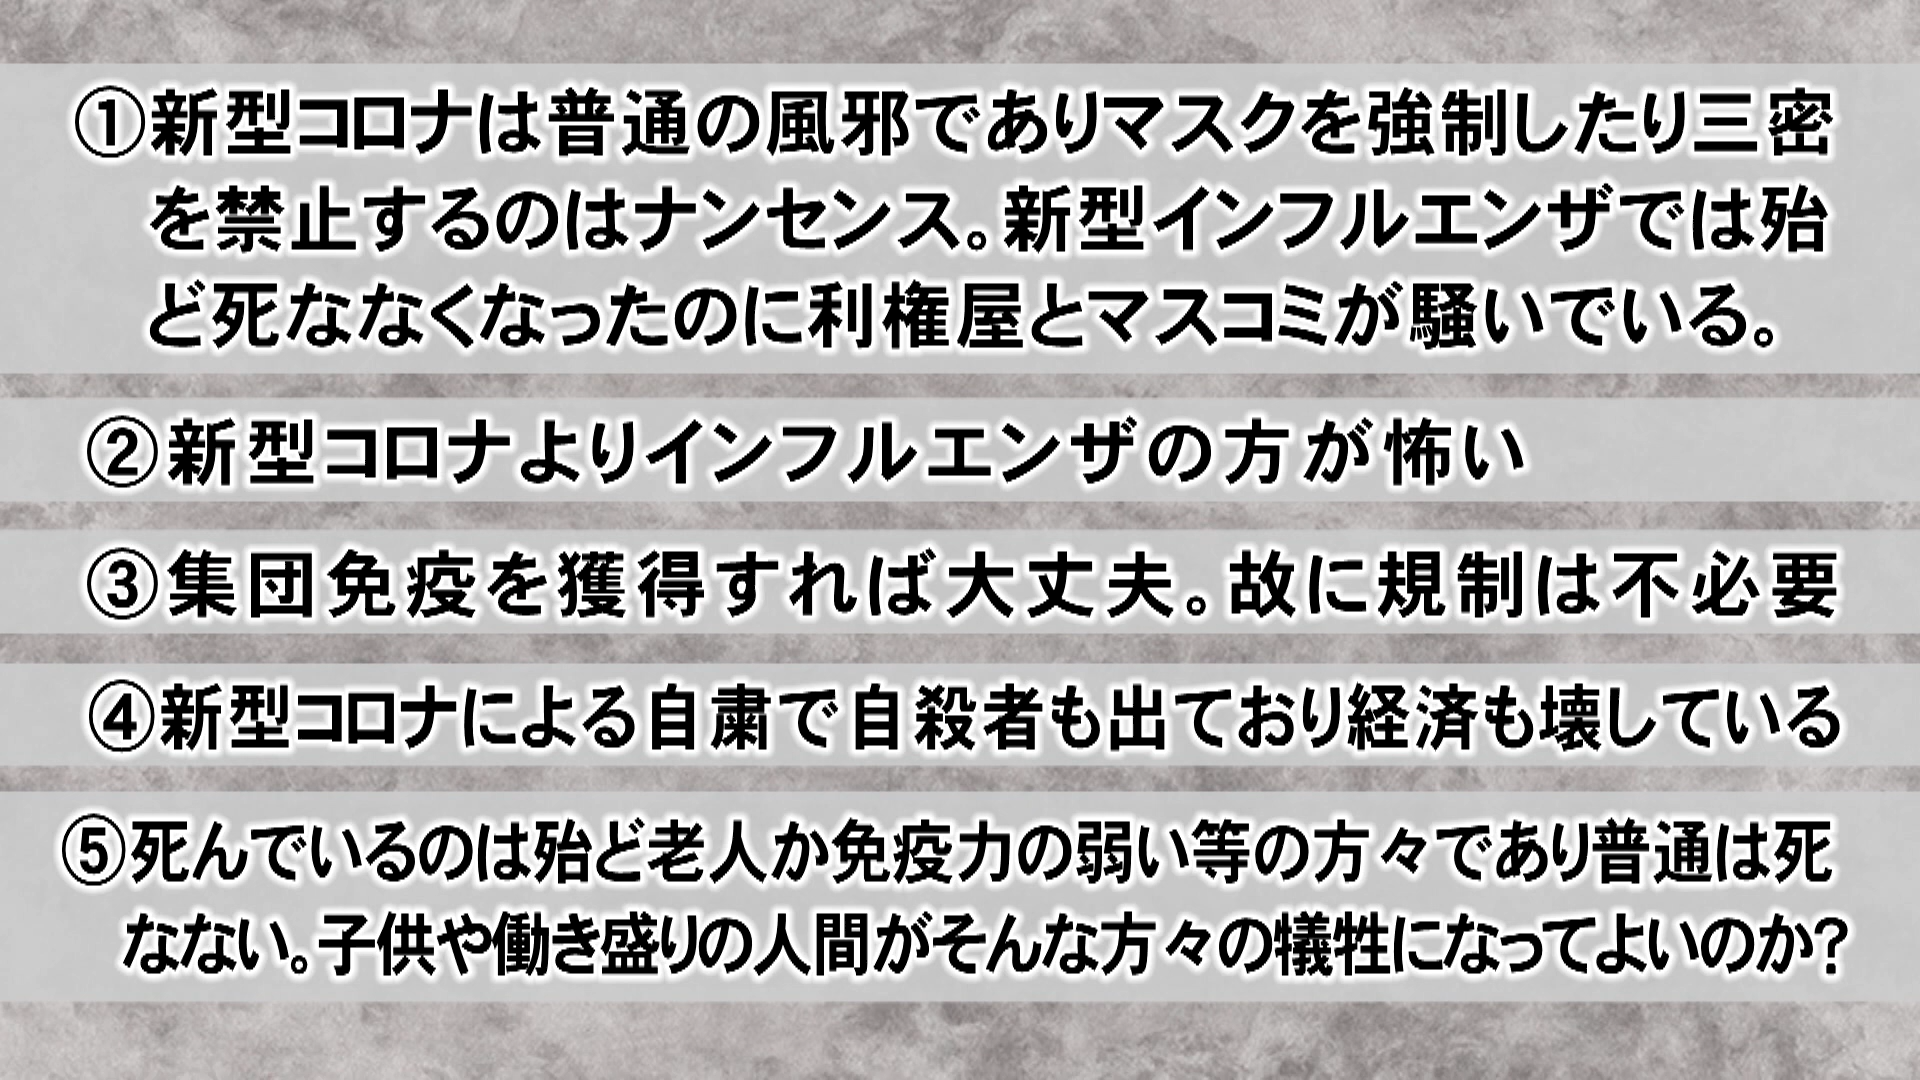 ①新型コロナは普通の風邪でありマスクを強制したり三密
を禁止するのはナンセンス。新型インフルエンザでは殆
ど死ななくなったのに利権屋とマスコミが騒いでいる。
②新型コロナよりインフルエンザの方が怖い
③集団免疫を獲得すれば大丈夫。故に規制は不必要
④新型コロナによる自粛で自殺者も出ており経済も壊している
⑤死んでいるのは殆ど老人か免疫力の弱い等の方々であり普通は死
なない。子供や働き盛りの人間がそんな方々の犠牲になってよいのか?